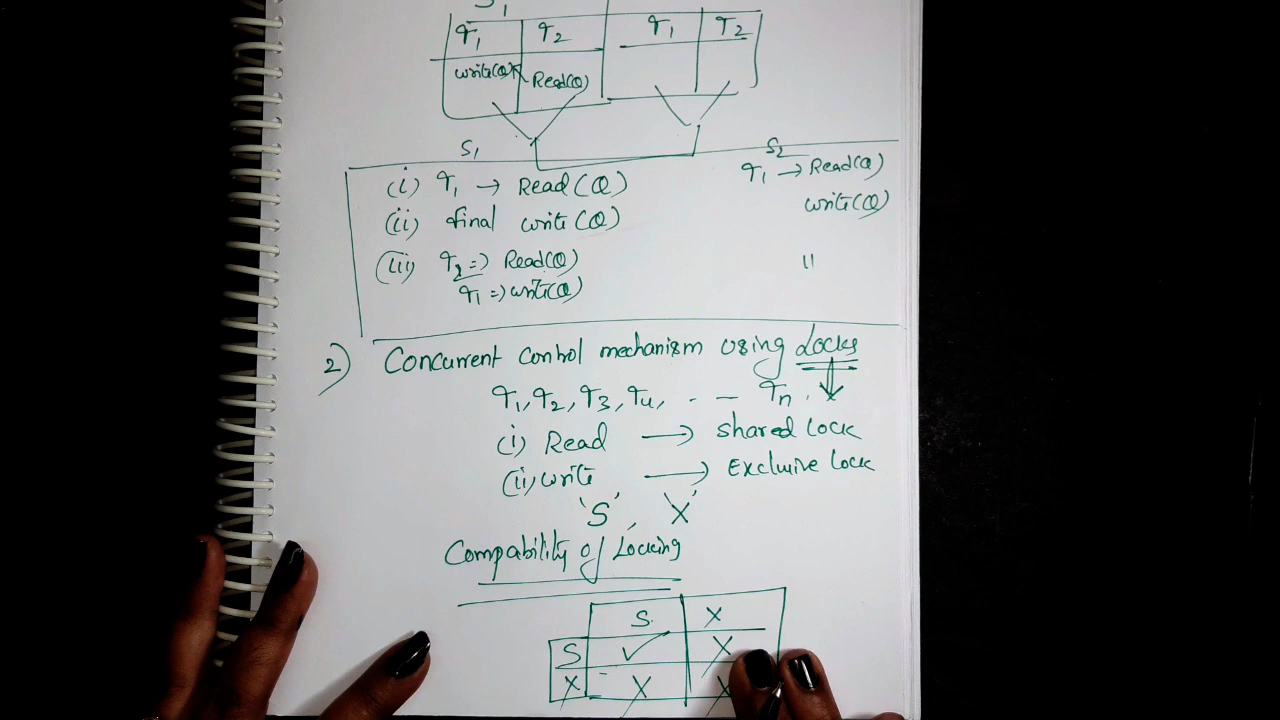 S1
T1 T2 T1 T2
write(Q) Read(Q)
S1 S2
(i) T1 → Read(Q) T1 → Read(Q)
(ii) final write(Q) write(Q)
(iii) T2 => Read(Q) "
T1 => write(Q)
2) Concurrent Control mechanism using Locks
T1, T2, T3, T4, . - Tn.
(i) Read → shared Lock
(ii) write → Exclusive Lock
'S', 'X'
Compability of Locking
S. X
S ✓ X
X X X